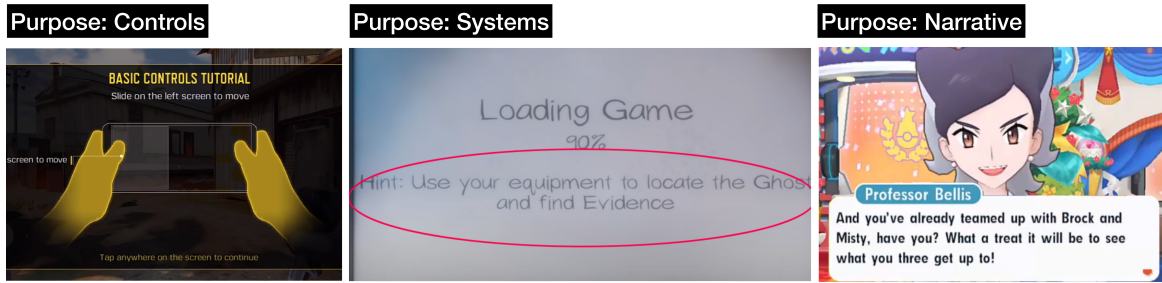 Purpose: Controls
BASIC CONTROLS TUTORIAL
Slide on the left screen to move
screen to move
Tap anywhere on the screen to continue
Purpose: Systems
Loading Game
90%
Hint: Use your equipment to locate the Ghost
and find Evidence
Purpose: Narrative
Professor Bellis
And you've already teamed up with Brock and
Misty, have you? What a treat it will be to see
what you three get up to!